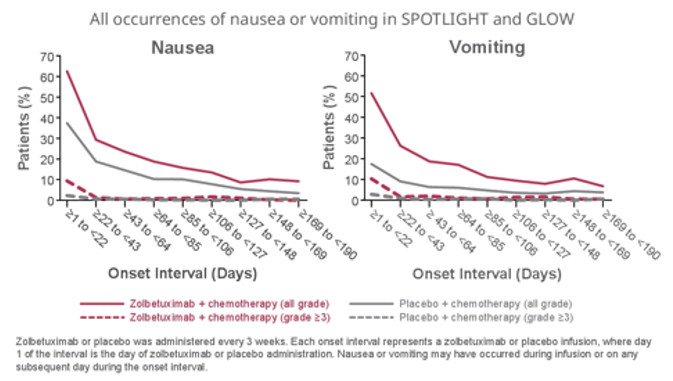 All occurrences of nausea or vomiting in SPOTLIGHT and GLOW
Nausea
Patients (%)
70
60
50
40
30
20
10
0
≥1 to <22
≥22 to <43
≥43 to <64
≥64 to <85
≥85 to <106
≥106 to <127
≥127 to <148
≥148 to <169
≥169 to <190
Onset Interval (Days)
Vomiting
Patients (%)
70
60
50
40
30
20
10
0
≥1 to <22
≥22 to <43
≥ 43 to <64
≥64 to <85
≥85 to <106
≥106 to <127
≥127 to <148
≥148 to <169
≥169 to <190
Onset Interval (Days)
Zolbetuximab + chemotherapy (all grade)
Placebo + chemotherapy (all grade)
Zolbetuximab + chemotherapy (grade ≥3)
Placebo + chemotherapy (grade ≥3)
Zolbetuximab or placebo was administered every 3 weeks. Each onset interval represents a zolbetuximab or placebo infusion, where day
1 of the interval is the day of zolbetuximab or placebo administration. Nausea or vomiting may have occurred during infusion or on any
subsequent day during the onset interval.